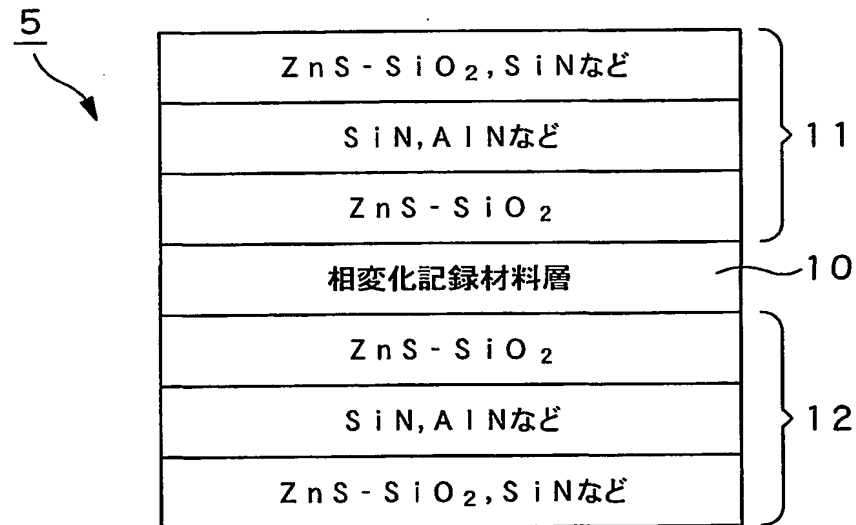 5
ZnS-SiO₂,SiNなど
SiN,AlNなど
ZnS-SiO₂
11
相変化記録材料層
10
ZnS-SiO₂
SiN,AlNなど
ZnS-SiO₂,SiNなど
12